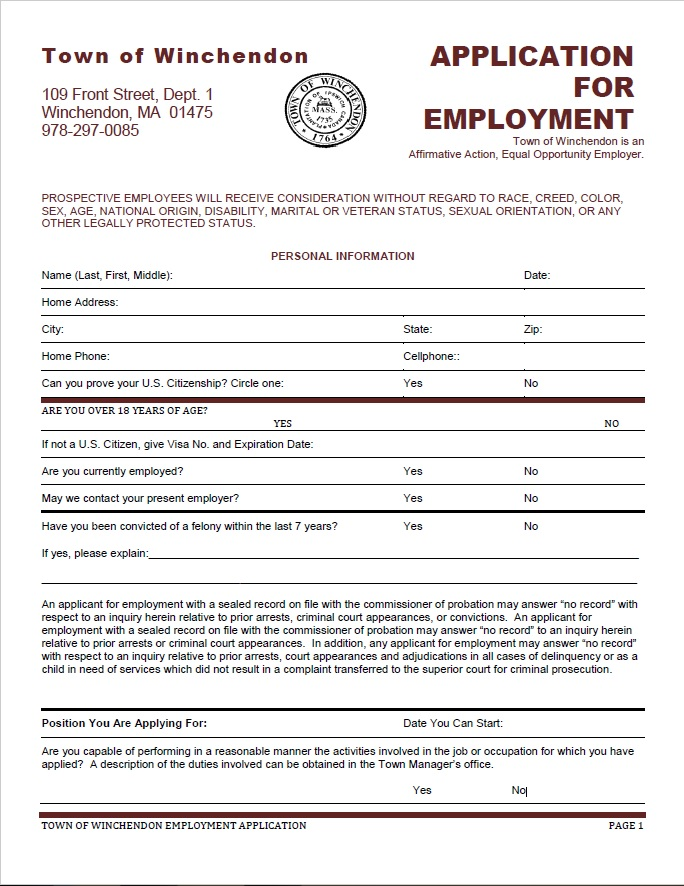 Town of Winchendon
109 Front Street, Dept. 1
Winchendon, MA  01475
978-297-0085
TOWN OF WINCHENDON
PLANTATION OF IPSWICH CANADA
MASS.
1735
1764
APPLICATION
FOR
EMPLOYMENT
Town of Winchendon is an
Affirmative Action, Equal Opportunity Employer.
PROSPECTIVE EMPLOYEES WILL RECEIVE CONSIDERATION WITHOUT REGARD TO RACE, CREED, COLOR,
SEX, AGE, NATIONAL ORIGIN, DISABILITY, MARITAL OR VETERAN STATUS, SEXUAL ORIENTATION, OR ANY
OTHER LEGALLY PROTECTED STATUS.
PERSONAL INFORMATION
Name (Last, First, Middle): Date:
Home Address:
City: State: Zip:
Home Phone: Cellphone::
Can you prove your U.S. Citizenship? Circle one: Yes No
ARE YOU OVER 18 YEARS OF AGE?
YES NO
If not a U.S. Citizen, give Visa No. and Expiration Date:
Are you currently employed? Yes No
May we contact your present employer? Yes No
Have you been convicted of a felony within the last 7 years? Yes No
If yes, please explain:
An applicant for employment with a sealed record on file with the commissioner of probation may answer “no record” with
respect to an inquiry herein relative to prior arrests, criminal court appearances, or convictions.  An applicant for
employment with a sealed record on file with the commissioner of probation may answer “no record” to an inquiry herein
relative to prior arrests or criminal court appearances.  In addition, any applicant for employment may answer “no record”
with respect to an inquiry relative to prior arrests, court appearances and adjudications in all cases of delinquency or as a
child in need of services which did not result in a complaint transferred to the superior court for criminal prosecution.
Position You Are Applying For: Date You Can Start:
Are you capable of performing in a reasonable manner the activities involved in the job or occupation for which you have
applied?  A description of the duties involved can be obtained in the Town Manager’s office.
Yes No
TOWN OF WINCHENDON EMPLOYMENT APPLICATION PAGE 1